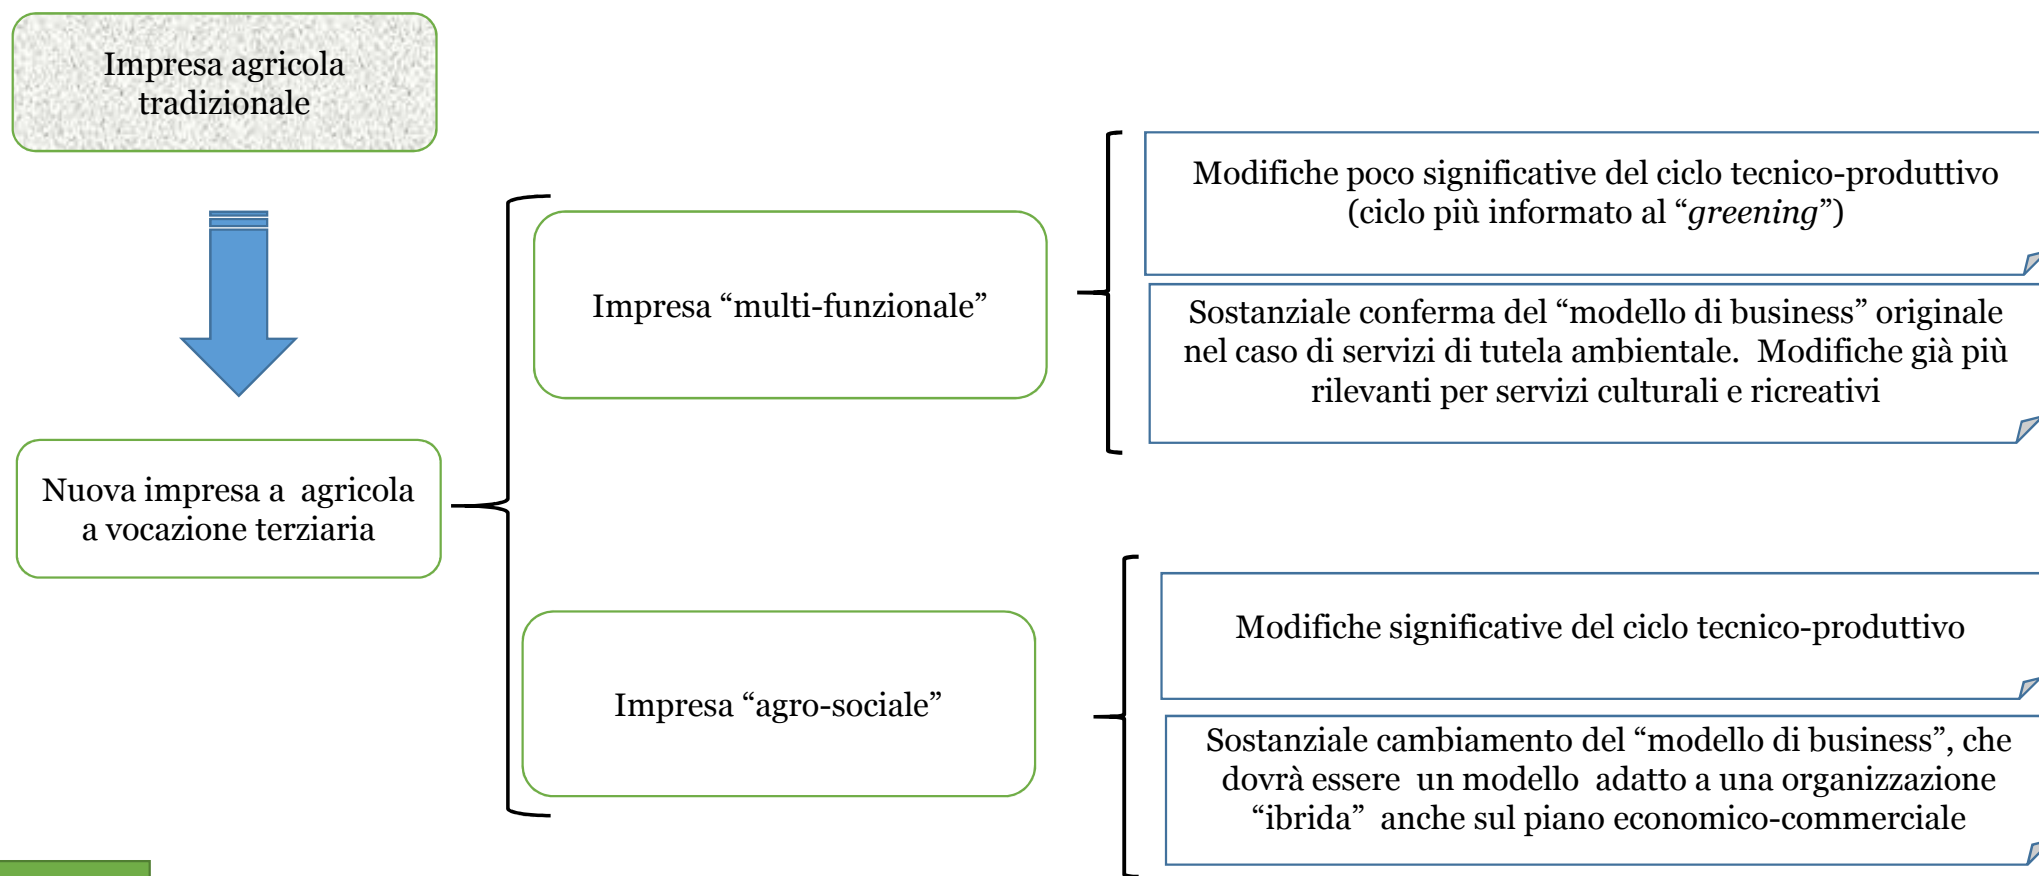 Impresa agricola
tradizionale
Nuova impresa a  agricola
a vocazione terziaria
Impresa “multi-funzionale”
Modifiche poco significative del ciclo tecnico-produttivo
(ciclo più informato al “greening”)
Sostanziale conferma del “modello di business” originale
nel caso di servizi di tutela ambientale.  Modifiche già più
rilevanti per servizi culturali e ricreativi
Impresa “agro-sociale”
Modifiche significative del ciclo tecnico-produttivo
Sostanziale cambiamento del “modello di business”, che
dovrà essere  un modello  adatto a una organizzazione
“ibrida”  anche sul piano economico-commerciale